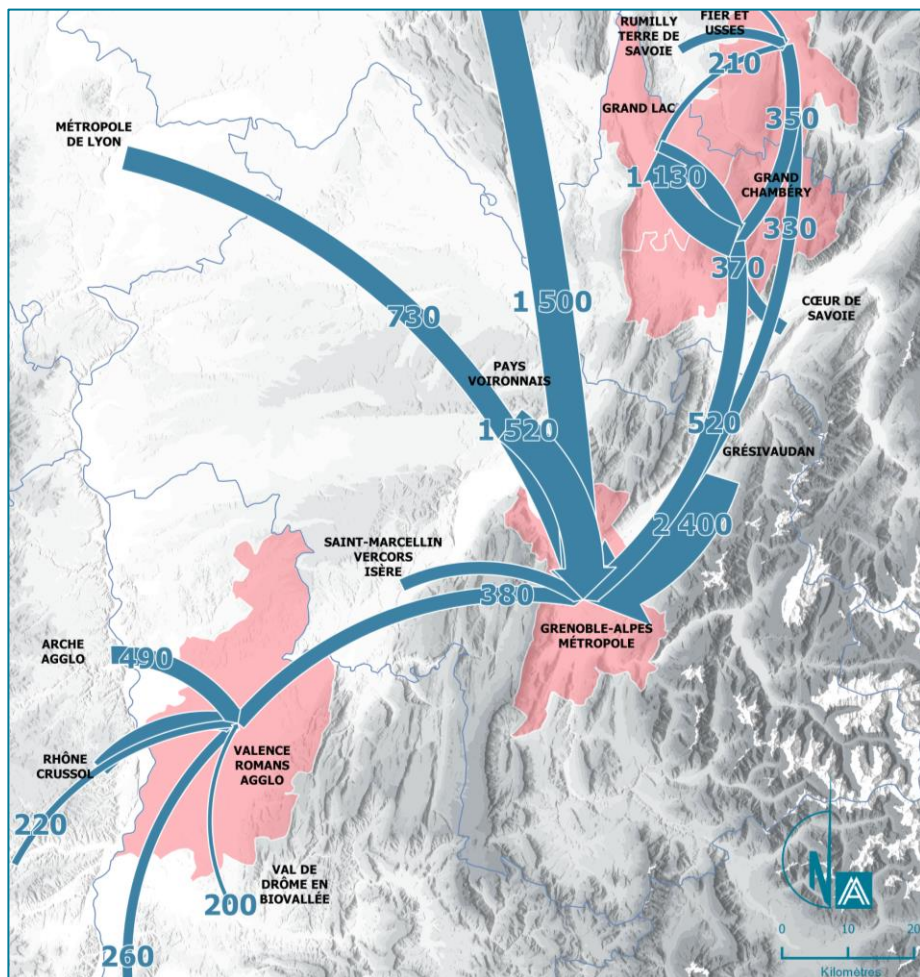 FIER ET
USSES
RUMILLY
TERRE DE
SAVOIE
210
GRAND LAC
350
MÉTROPOLE
DE LYON
1 130
GRAND
CHAMBÉRY
330
370
1 500
730
CŒUR DE
SAVOIE
PAYS
VOIRONNAIS
1 520
520
GRÉSIVAUDAN
2 400
SAINT-MARCELLIN
VERCORS
ISÈRE
380
GRENOBLE-ALPES
MÉTROPOLE
ARCHE
AGGLO
490
RHÔNE
CRUSSOL
VALENCE
ROMANS
AGGLO
220
VAL DE
DRÔME EN
BIOVALLÉE
200
260
N
0 10 20
Kilomètres